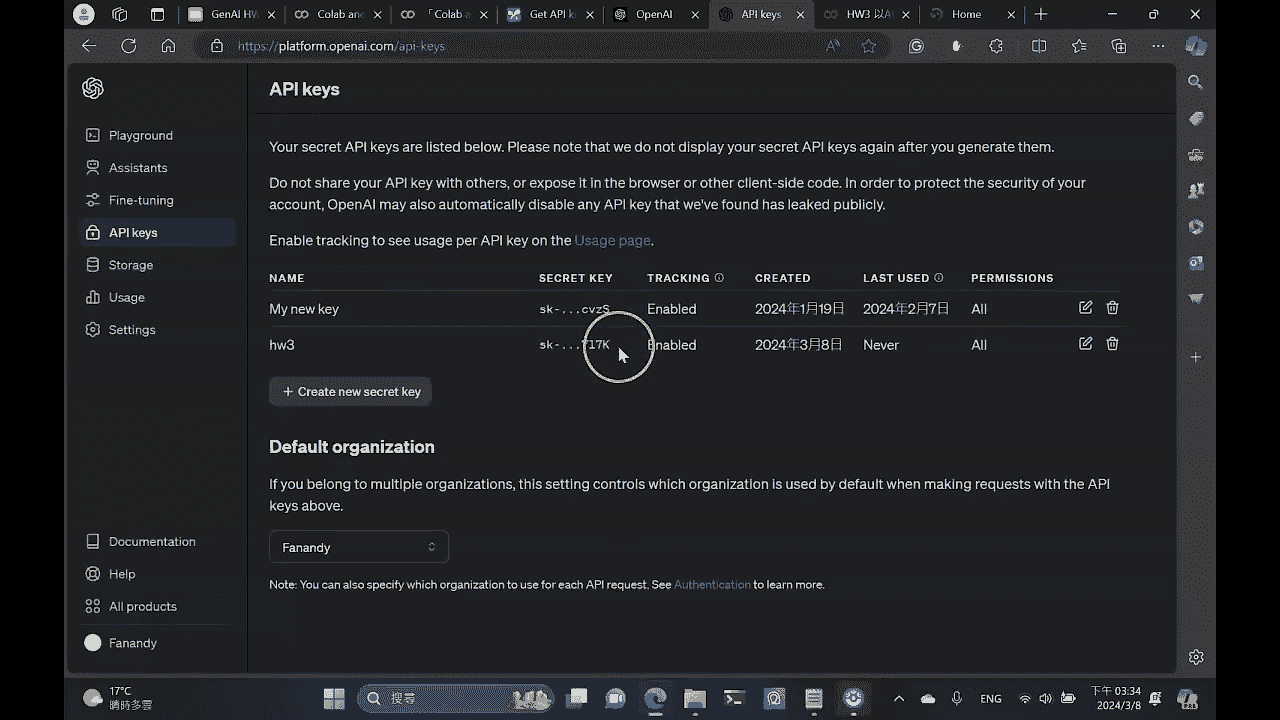 GenAI HW
Colab and
「Colab a
Get API k
OpenAI
API keys
HW3 以A
Home
https://platform.openai.com/api-keys
API keys
Playground
Assistants
Fine-tuning
API keys
Storage
Usage
Settings
Documentation
Help
All products
Fanandy
Your secret API keys are listed below. Please note that we do not display your secret API keys again after you generate them.
Do not share your API key with others, or expose it in the browser or other client-side code. In order to protect the security of your
account, OpenAI may also automatically disable any API key that we've found has leaked publicly.
Enable tracking to see usage per API key on the Usage page.
NAME SECRET KEY TRACKING CREATED LAST USED PERMISSIONS
My new key sk-...cvzS Enabled 2024年1月19日 2024年2月7日 All
hw3 Enabled 2024年3月8日 Never All
+ Create new secret key
Default organization
If you belong to multiple organizations, this setting controls which organization is used by default when making requests with the API
keys above.
Fanandy
Note: You can also specify which organization to use for each API request. See Authentication to learn more.
17°C
搜尋
ENG
下午 03:34
2024/3/8